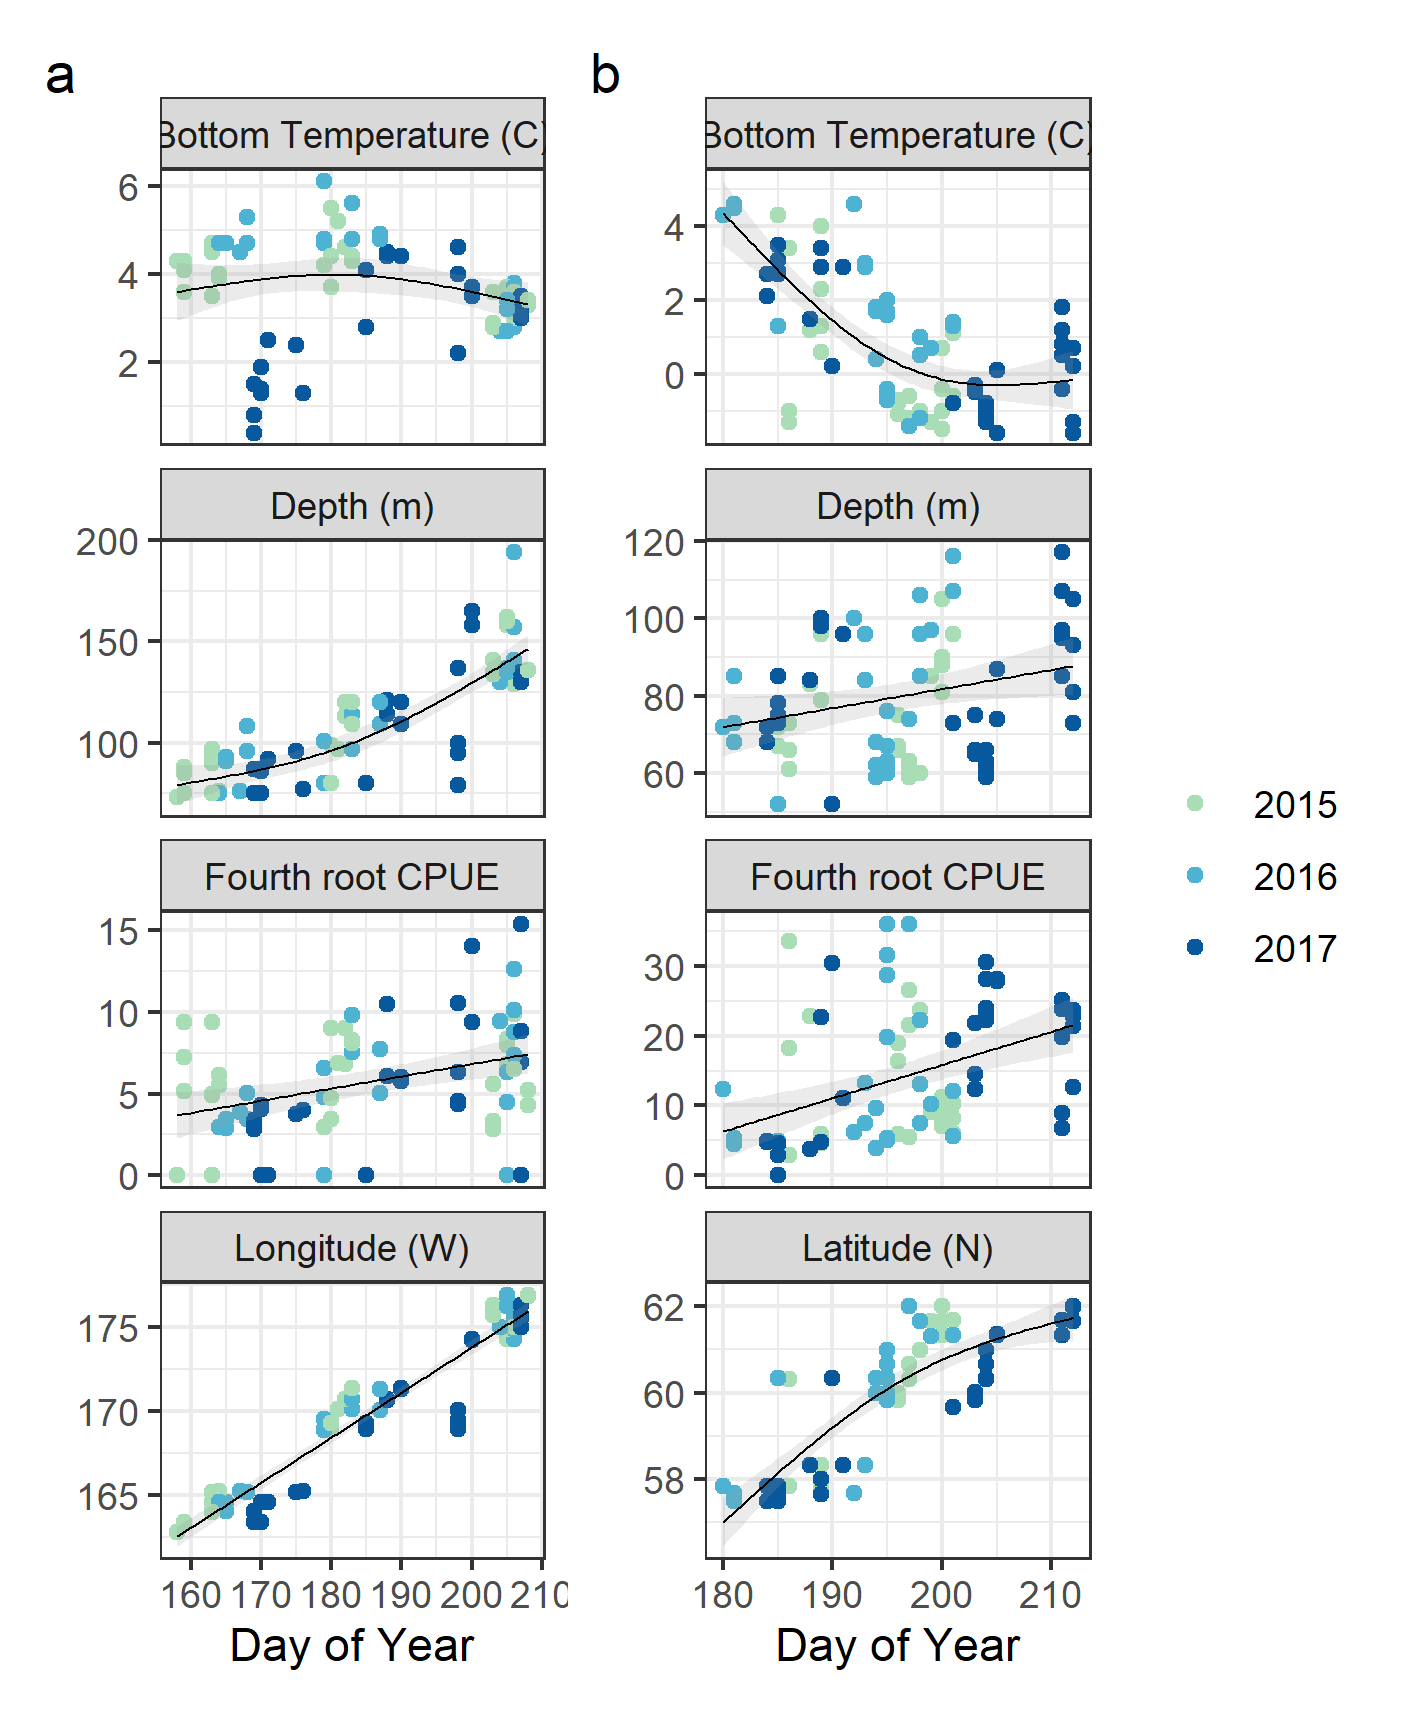 a
b
Bottom Temperature (C)
Bottom Temperature (C)
6
4
2
4
2
0
Depth (m)
Depth (m)
200
150
100
120
100
80
60
Fourth root CPUE
Fourth root CPUE
15
10
5
0
30
20
10
0
2015
2016
2017
Longitude (W)
Latitude (N)
175
170
165
62
60
58
160 170 180 190 200 210
180 190 200 210
Day of Year
Day of Year